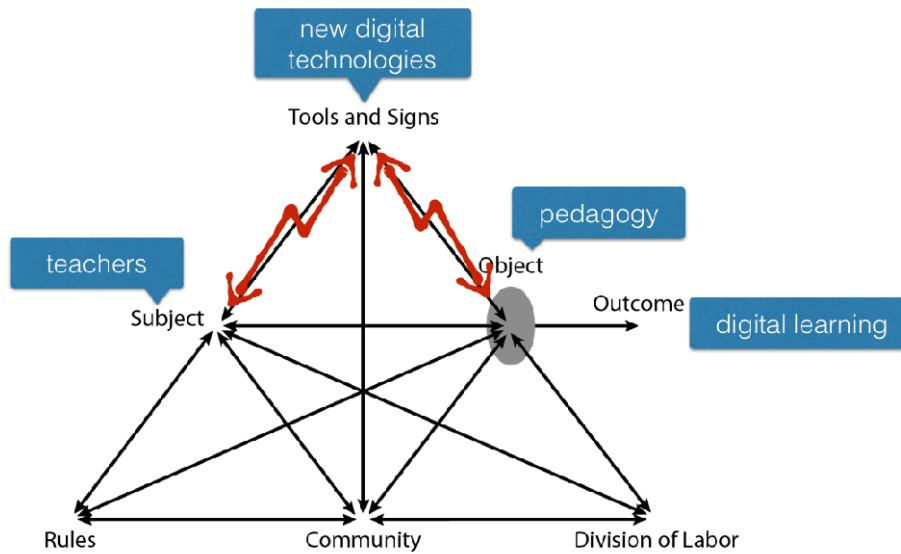 new digital
technologies
Tools and Signs
pedagogy
teachers
Object
Outcome
Subject
digital learning
Rules
Community
Division of Labor